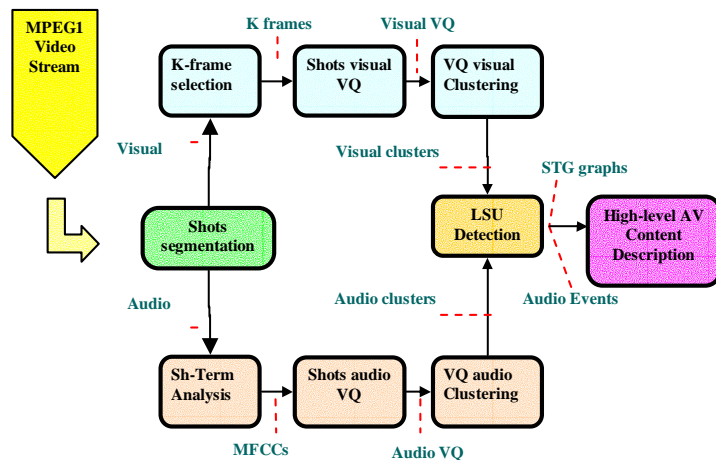 MPEG1
Video
Stream
K frames
Visual VQ
K-frame
selection
Shots visual
VQ
VQ visual
Clustering
Visual
Visual clusters
STG graphs
Shots
segmentation
LSU
Detection
High-level AV
Content
Description
Audio
Audio clusters
Audio Events
Sh-Term
Analysis
Shots audio
VQ
VQ audio
Clustering
MFCCs
Audio VQ